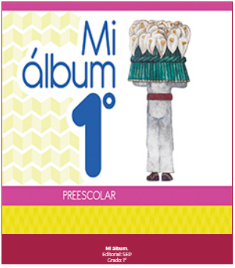 Mi
álbum
1°
PREESCOLAR
Mi álbum.
Editorial: SEP
Grado: 1°